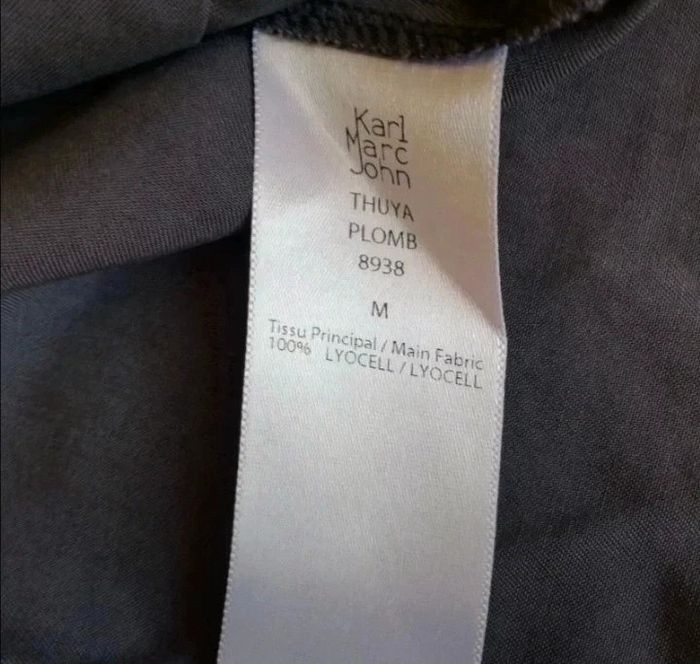 Karl
Marc
John
THUYA
PLOMB
8938
M
Tissu Principal / Main Fabric
100% LYOCELL / LYOCELL